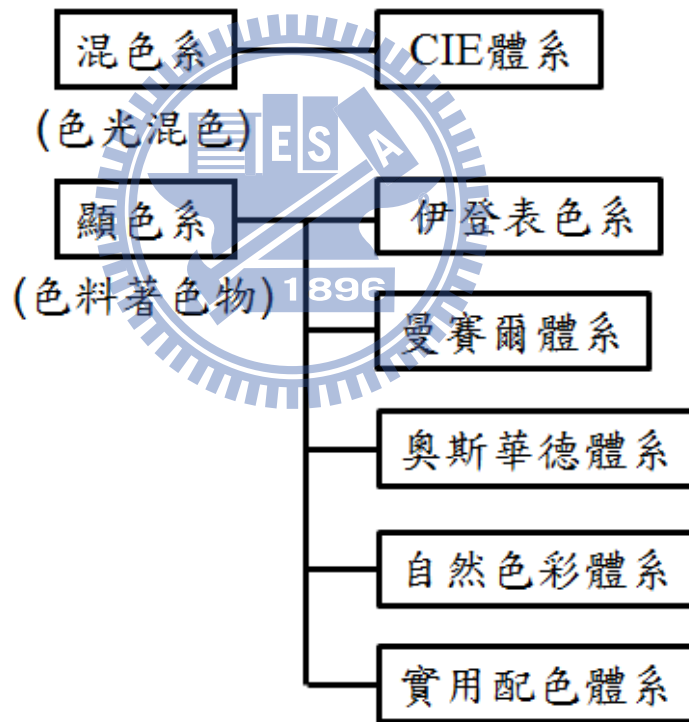 混色系
CIE體系
(色光混色)
ESA
顯色系
伊登表色系
(色料著色物)
1896
曼賽爾體系
奧斯華德體系
自然色彩體系
實用配色體系